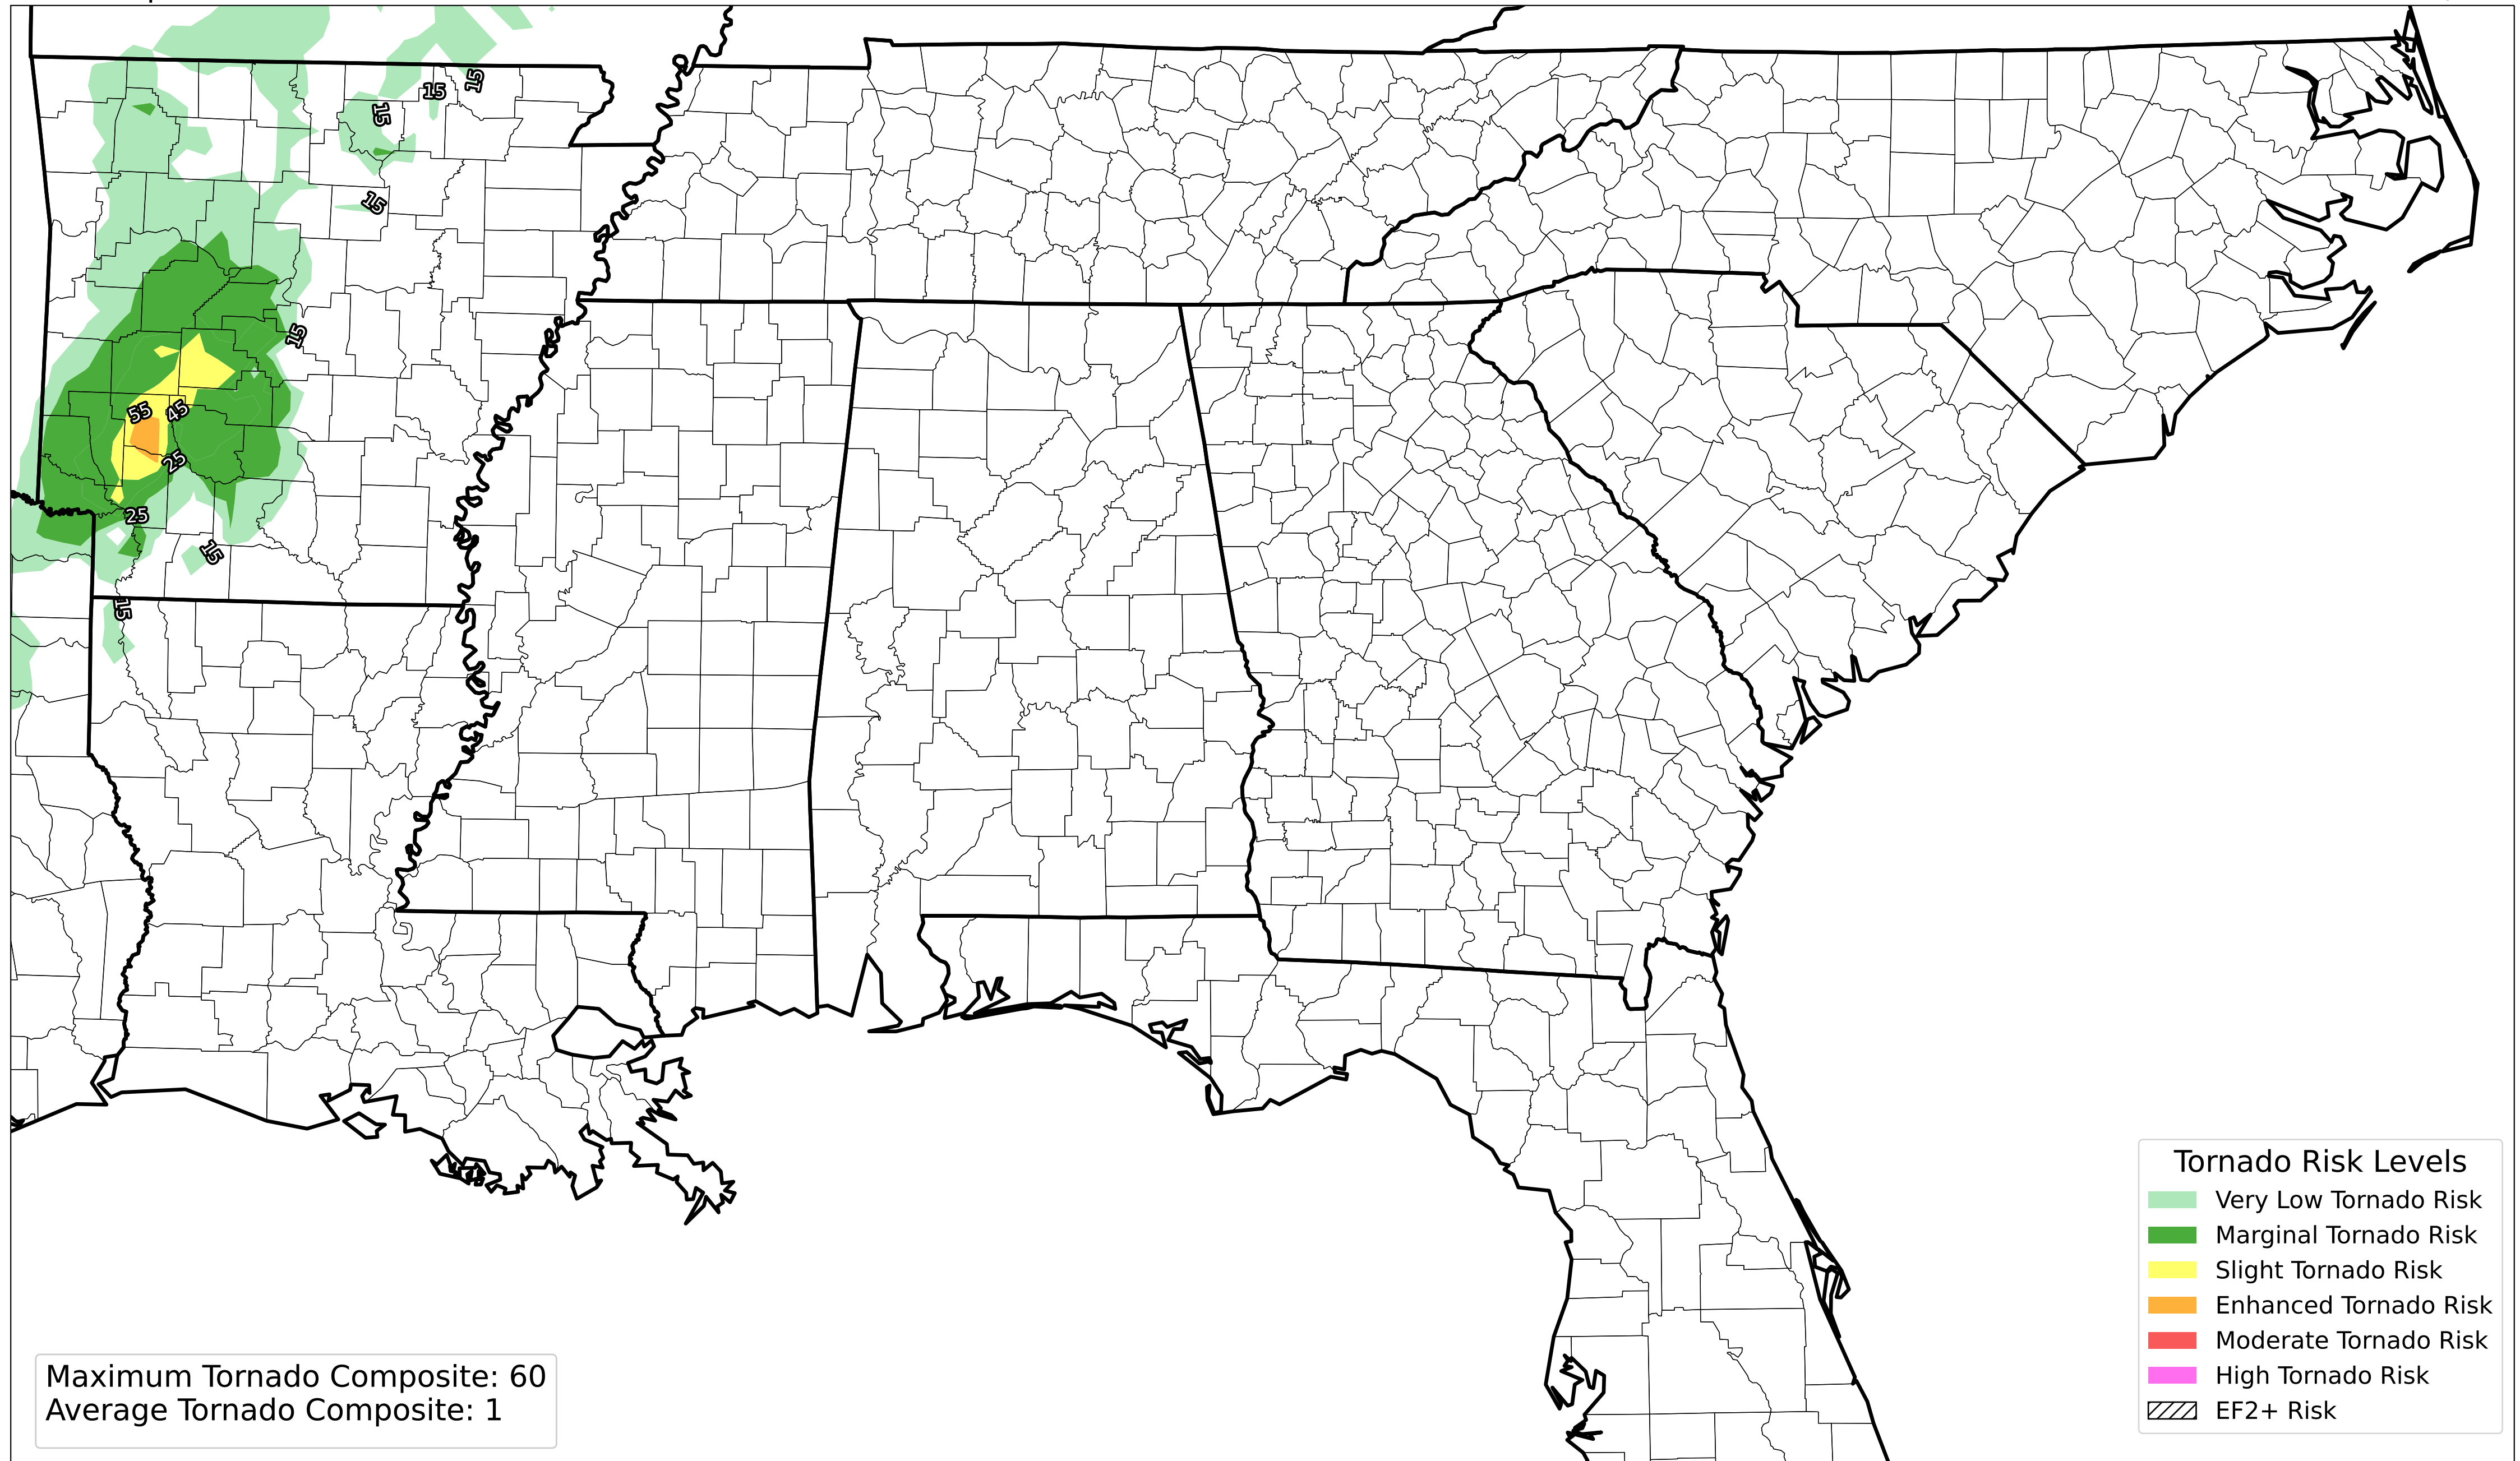 15
15
15
15
15
55
45
25
25
15
15
Tornado Risk Levels
Very Low Tornado Risk
Marginal Tornado Risk
Slight Tornado Risk
Enhanced Tornado Risk
Moderate Tornado Risk
High Tornado Risk
EF2+ Risk
Maximum Tornado Composite: 60
Average Tornado Composite: 1